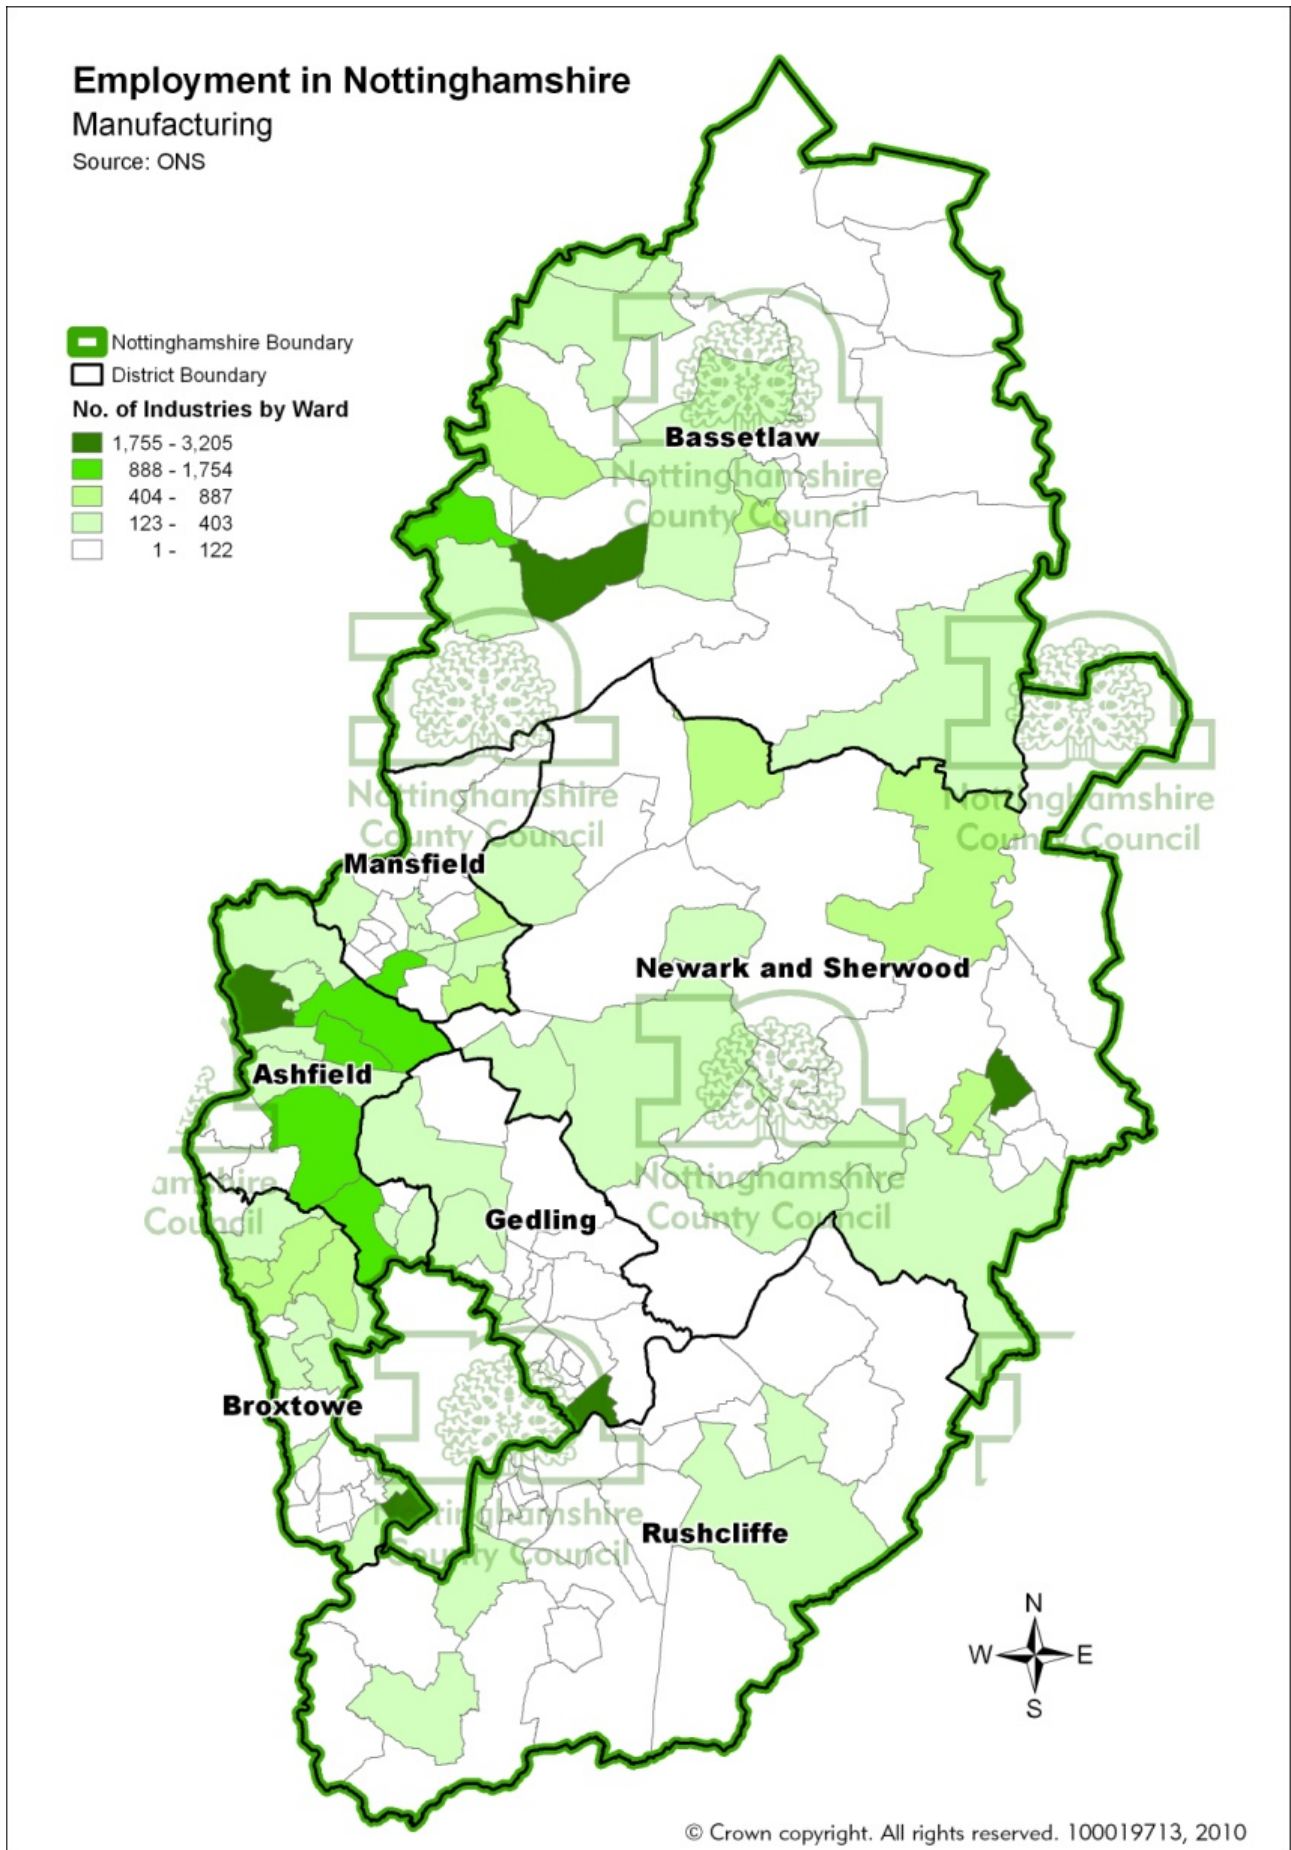 Employment in Nottinghamshire
Manufacturing
Source: ONS
Nottinghamshire Boundary
District Boundary
No. of Industries by Ward
1,755 - 3,205
888 - 1,754
404 - 887
123 - 403
1 - 122
Bassetlaw
Nottinghamshire
County Council
Nottinghamshire
County Council
Nottinghamshire
County Council
Mansfield
Newark and Sherwood
Ashfield
Nottinghamshire
County Council
amshire
Council
Gedling
Broxtowe
Nottinghamshire
County Council
Rushcliffe
N
W E
S
© Crown copyright. All rights reserved. 100019713, 2010